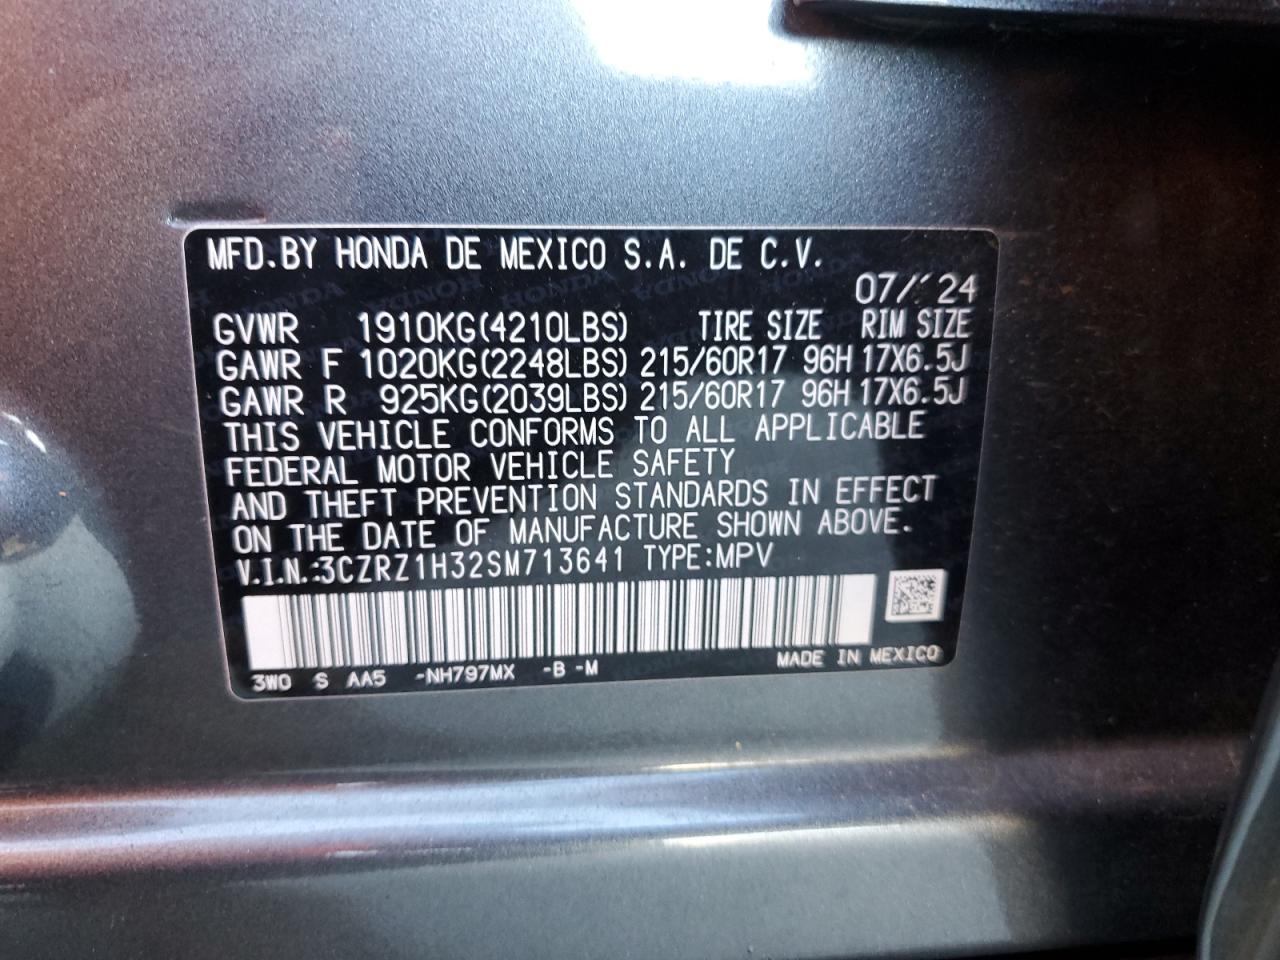 MFD.BY HONDA DE MEXICO S.A. DE C.V.
07/ 24
GVWR 1910KG(4210LBS) TIRE SIZE RIM SIZE
GAWR F 1020KG(2248LBS) 215/60R17 96H 17X6.5J
GAWR R 925KG(2039LBS) 215/60R17 96H 17X6.5J
THIS VEHICLE CONFORMS TO ALL APPLICABLE
FEDERAL MOTOR VEHICLE SAFETY
AND THEFT PREVENTION STANDARDS IN EFFECT
ON THE DATE OF MANUFACTURE SHOWN ABOVE.
V.I.N.:3CZRZ1H32SM713641 TYPE:MPV
3W0 S AA5 -NH797MX -B -M MADE IN MEXICO